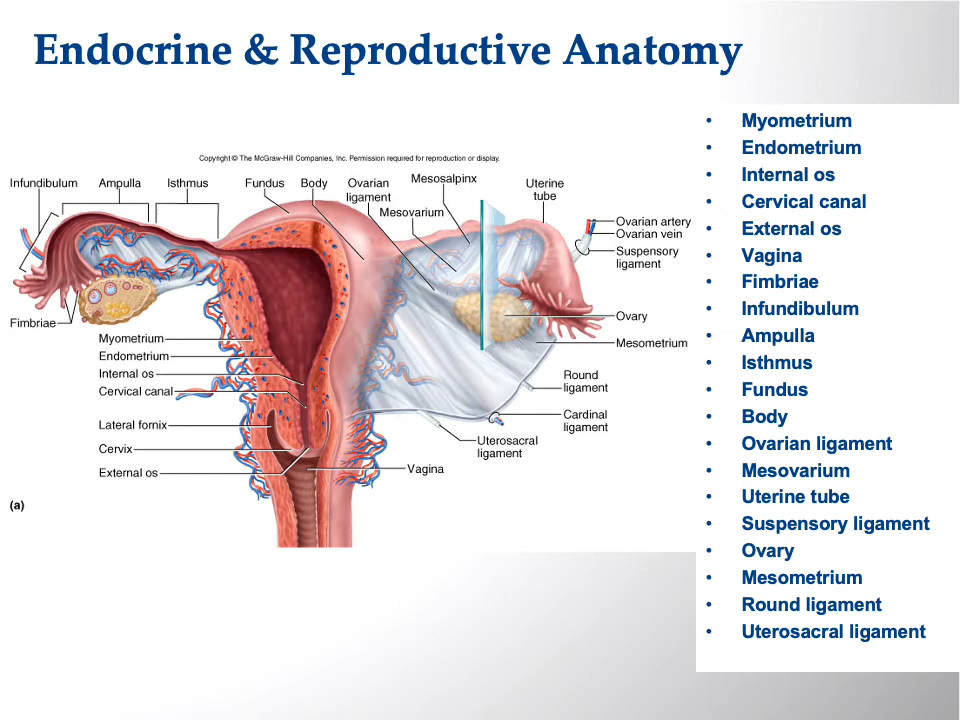 Endocrine & Reproductive Anatomy
Copyright © The McGraw-Hill Companies, Inc. Permission required for reproduction or display.
Infundibulum
Ampulla
Isthmus
Fundus
Body
Ovarian
ligament
Mesosalpinx
Mesovarium
Uterine
tube
Ovarian artery
Ovarian vein
Suspensory
ligament
Fimbriae
Ovary
Mesometrium
Myometrium
Endometrium
Internal os
Cervical canal
Round
ligament
Lateral fornix
Cardinal
ligament
Cervix
Uterosacral
ligament
External os
Vagina
(a)
• Myometrium
• Endometrium
• Internal os
• Cervical canal
• External os
• Vagina
• Fimbriae
• Infundibulum
• Ampulla
• Isthmus
• Fundus
• Body
• Ovarian ligament
• Mesovarium
• Uterine tube
• Suspensory ligament
• Ovary
• Mesometrium
• Round ligament
• Uterosacral ligament